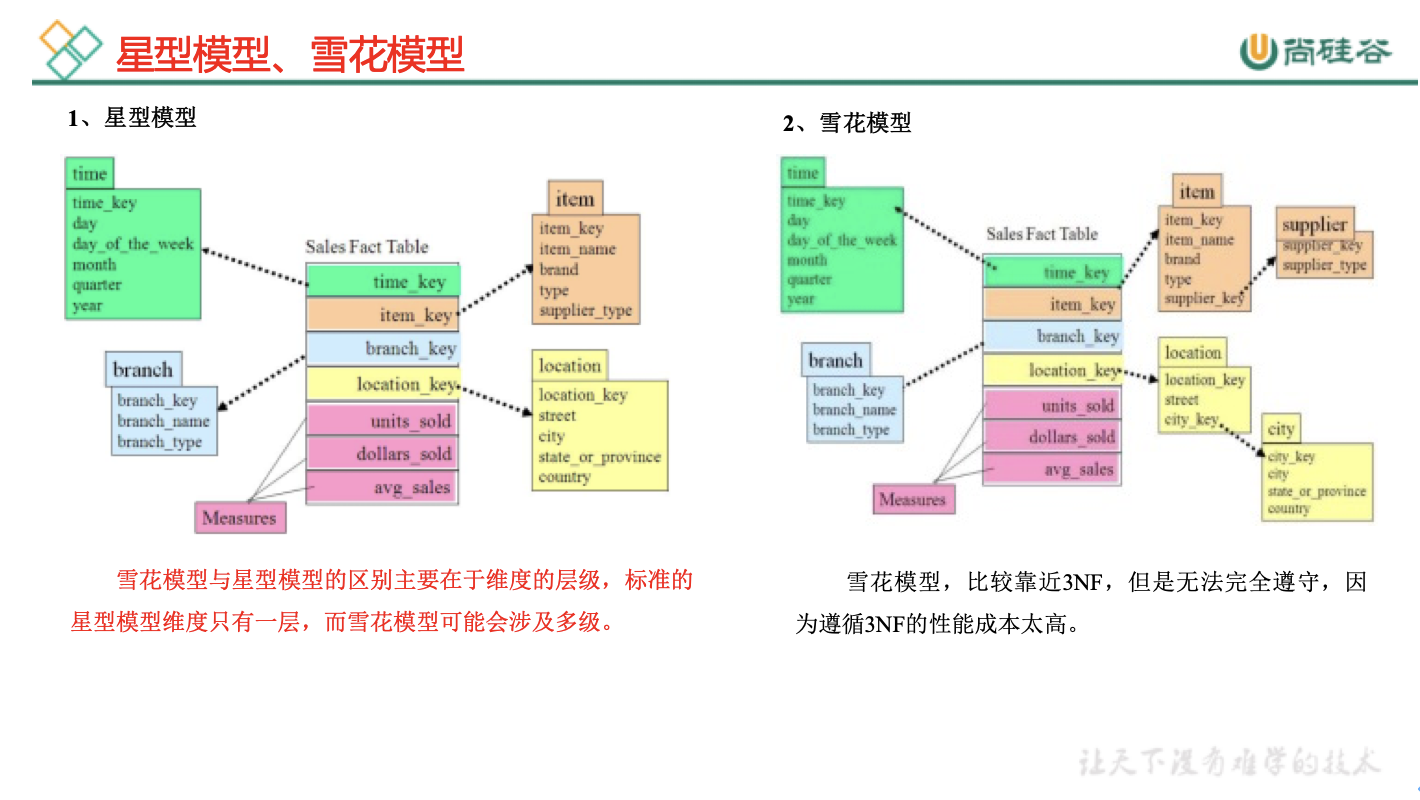 星型模型、雪花模型
尚硅谷
1、星型模型
time
time_key
day
day_of_the_week
month
quarter
year
branch
branch_key
branch_name
branch_type
Sales Fact Table
time_key
item_key
branch_key
location_key
units_sold
dollars_sold
avg_sales
Measures
item
item_key
item_name
brand
type
supplier_type
location
location_key
street
city
state_or_province
country
雪花模型与星型模型的区别主要在于维度的层级，标准的
星型模型维度只有一层，而雪花模型可能会涉及多级。
2、雪花模型
time
time_key
day
day_of_the_week
month
quarter
year
branch
branch_key
branch_name
branch_type
Sales Fact Table
time_key
item_key
branch_key
location_key
units_sold
dollars_sold
avg_sales
Measures
item
item_key
item_name
brand
type
supplier_key
supplier
supplier_key
supplier_type
location
location_key
street
city_key
city
city_key
city
state_or_province
country
雪花模型，比较靠近3NF，但是无法完全遵守，因
为遵循3NF的性能成本太高。
让天下没有难学的技术